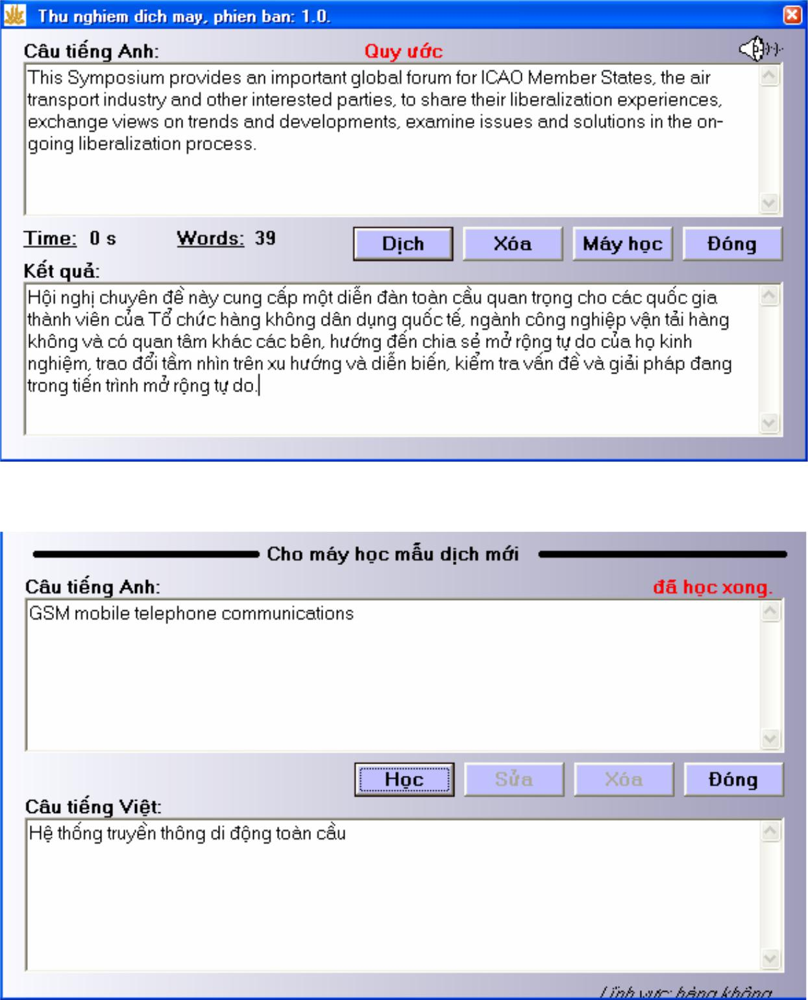 Thu nghiem dich may, phien ban: 1.0.
Câu tiếng Anh: Quy ước
This Symposium provides an important global forum for ICAO Member States, the air
transport industry and other interested parties, to share their liberalization experiences,
exchange views on trends and developments, examine issues and solutions in the on-
going liberalization process.
Time: 0 s Words: 39 Dịch Xóa Máy học Đóng
Kết quả:
Hội nghị chuyên đề này cung cấp một diễn đàn toàn cầu quan trọng cho các quốc gia
thành viên của Tổ chức hàng không dân dụng quốc tế, ngành công nghiệp vận tải hàng
không và có quan tâm khác các bên, hướng đến chia sẻ mở rộng tự do của họ kinh
nghiệm, trao đổi tầm nhìn trên xu hướng và diễn biến, kiểm tra vấn đề và giải pháp đang
trong tiến trình mở rộng tự do.
Cho máy học mẫu dịch mới
Câu tiếng Anh: đã học xong.
GSM mobile telephone communications
Học Sửa Xóa Đóng
Câu tiếng Việt:
Hệ thống truyền thông di động toàn cầu
Lĩnh vực: hàng không